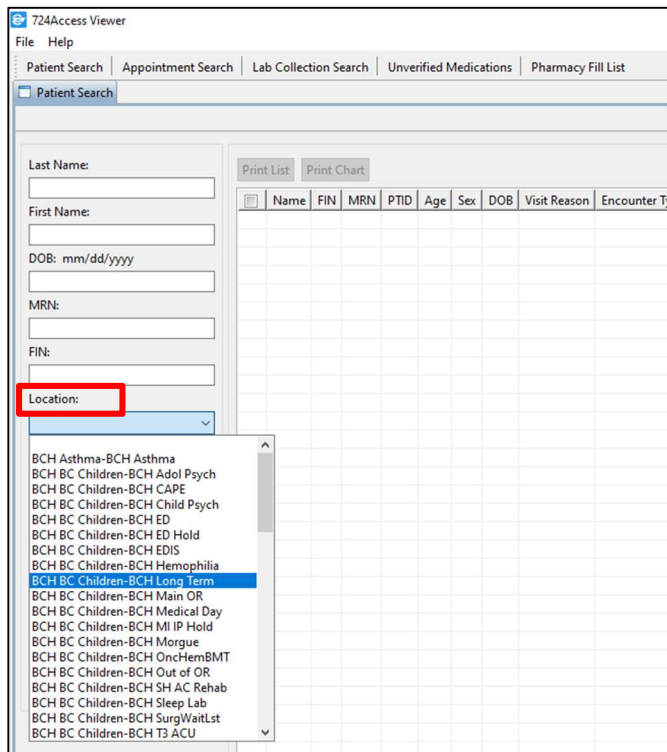 724Access Viewer
File Help
Patient Search Appointment Search Lab Collection Search Unverified Medications Pharmacy Fill List
Patient Search
Last Name:
Print List Print Chart
Name FIN MRN PTID Age Sex DOB Visit Reason Encounter Ty
First Name:
DOB: mm/dd/yyyy
MRN:
FIN:
Location:
BCH Asthma-BCH Asthma
BCH BC Children-BCH Adol Psych
BCH BC Children-BCH CAPE
BCH BC Children-BCH Child Psych
BCH BC Children-BCH ED
BCH BC Children-BCH ED Hold
BCH BC Children-BCH EDIS
BCH BC Children-BCH Hemophilia
BCH BC Children-BCH Long Term
BCH BC Children-BCH Main OR
BCH BC Children-BCH Medical Day
BCH BC Children-BCH MI IP Hold
BCH BC Children-BCH Morgue
BCH BC Children-BCH OncHemBMT
BCH BC Children-BCH Out of OR
BCH BC Children-BCH SH AC Rehab
BCH BC Children-BCH Sleep Lab
BCH BC Children-BCH SurgWaitLst
BCH BC Children-BCH T3 ACU